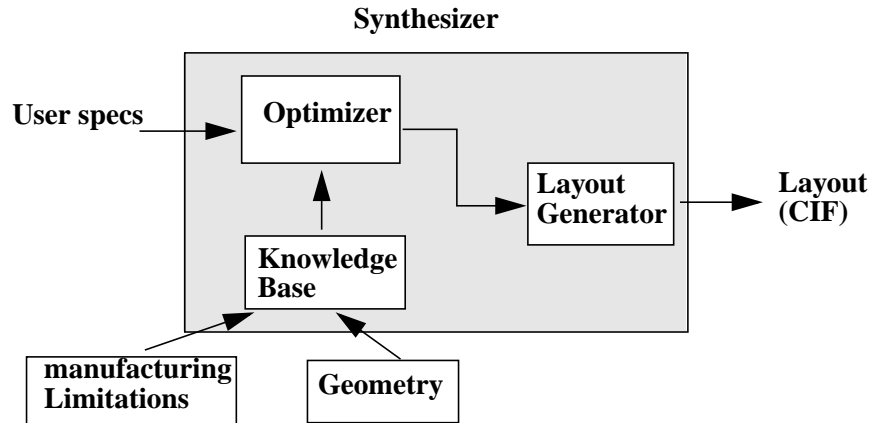 Synthesizer
User specs
Optimizer
Layout
Generator
Layout
(CIF)
Knowledge
Base
manufacturing
Limitations
Geometry